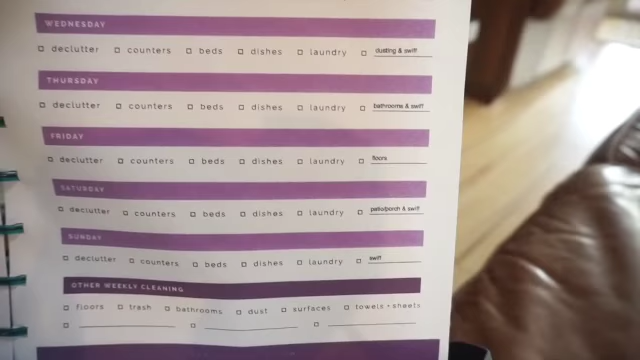 WEDNESDAY
declutter counters beds dishes laundry dusting & swiff
THURSDAY
declutter counters beds dishes laundry bathrooms & swiff
FRIDAY
declutter counters beds dishes laundry floors
SATURDAY
declutter counters beds dishes laundry patio/porch & swiff
SUNDAY
declutter counters beds dishes laundry swiff
OTHER WEEKLY CLEANING
floors trash bathrooms dust surfaces towels + sheets